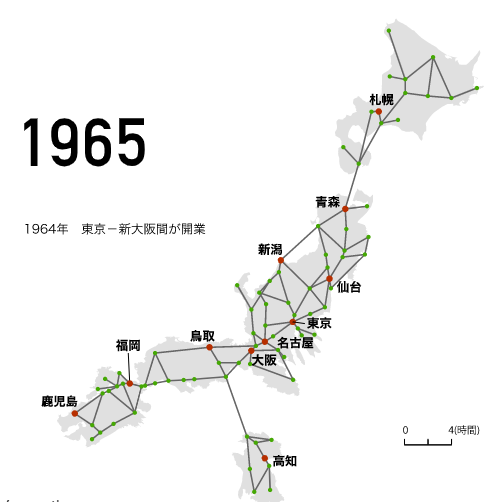 札幌
1965
青森
1964年　東京－新大阪間が開業
新潟
仙台
東京
鳥取
名古屋
福岡
大阪
鹿児島
0　4(時間)
高知